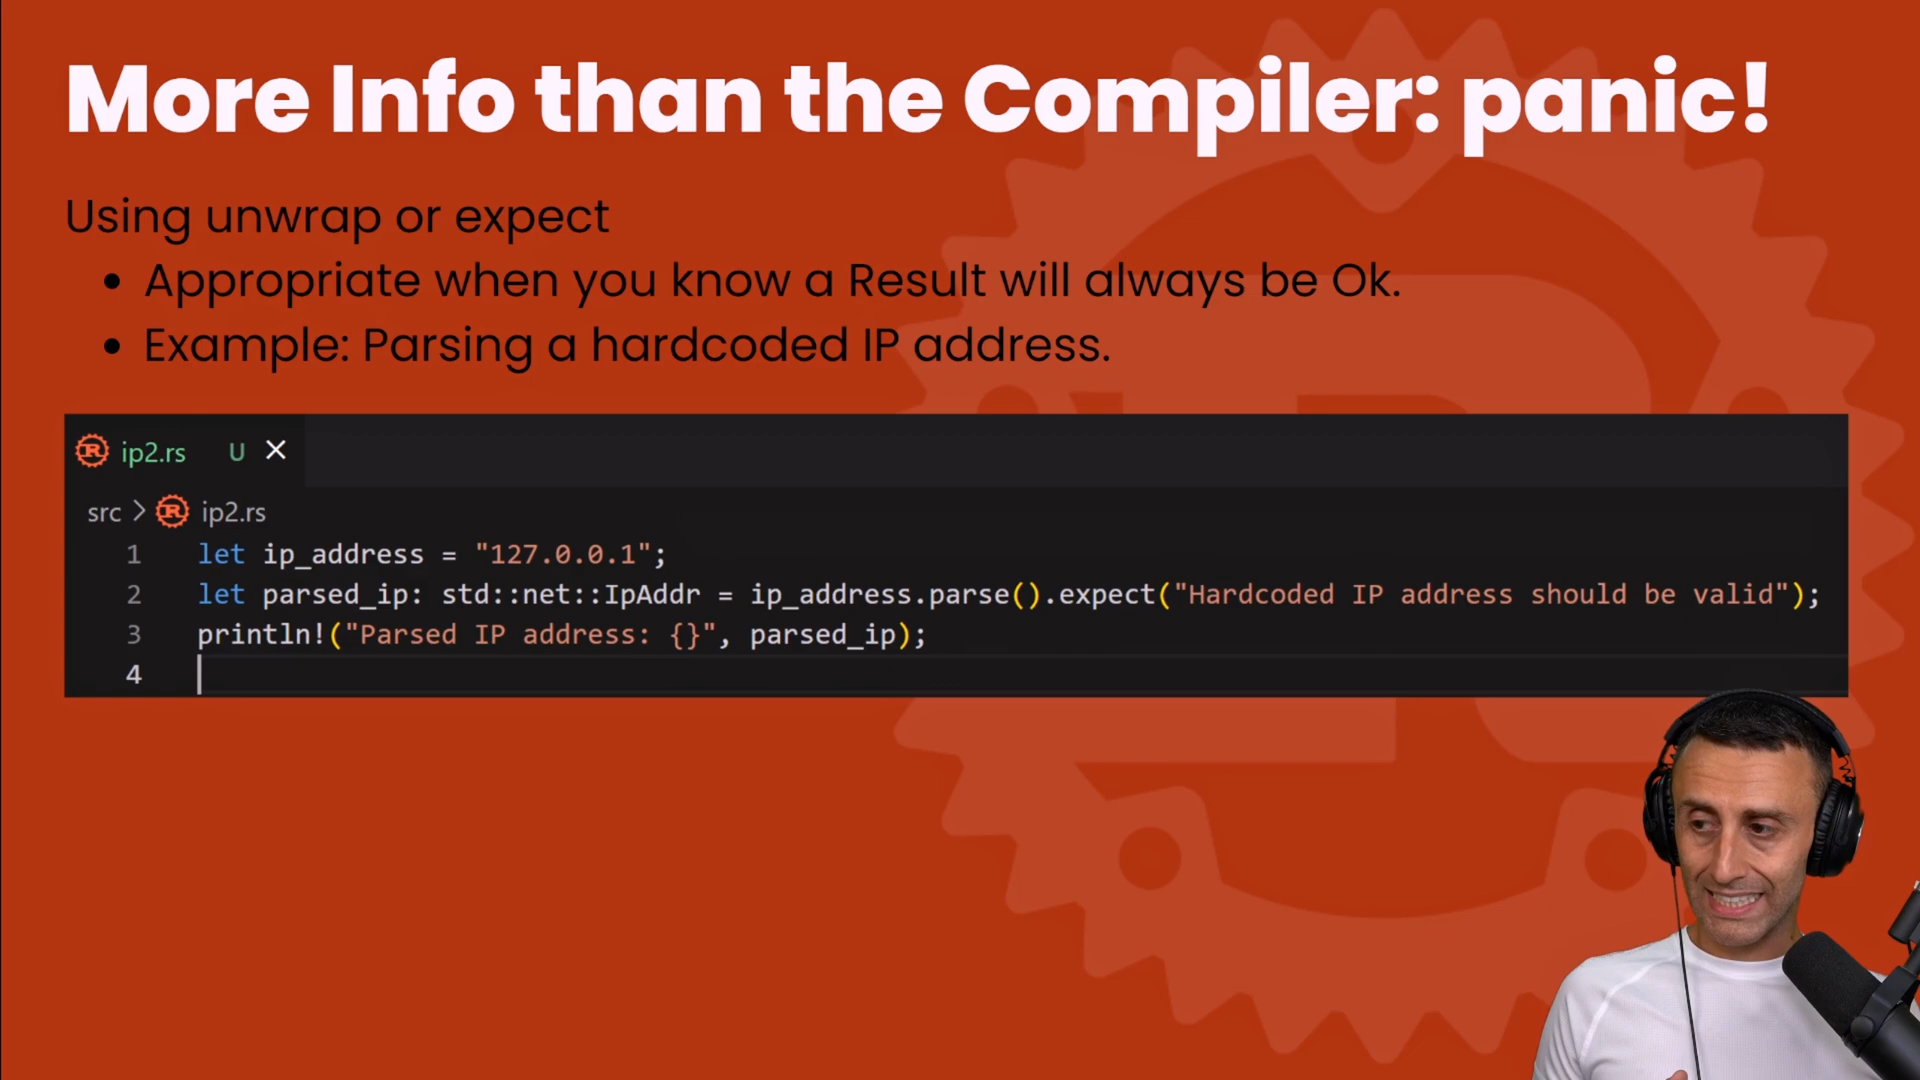 More Info than the Compiler: panic!
Using unwrap or expect
• Appropriate when you know a Result will always be Ok.
• Example: Parsing a hardcoded IP address.
ip2.rs U
src > ip2.rs
1 let ip_address = "127.0.0.1";
2 let parsed_ip: std::net::IpAddr = ip_address.parse().expect("Hardcoded IP address should be valid");
3 println!("Parsed IP address: {}", parsed_ip);
4